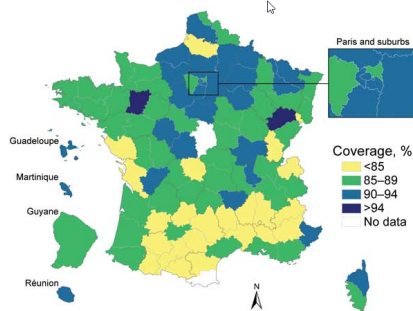 Paris and suburbs
Guadeloupe
Martinique
Guyane
Réunion
Coverage, %
<85
85–89
90–94
>94
No data
N